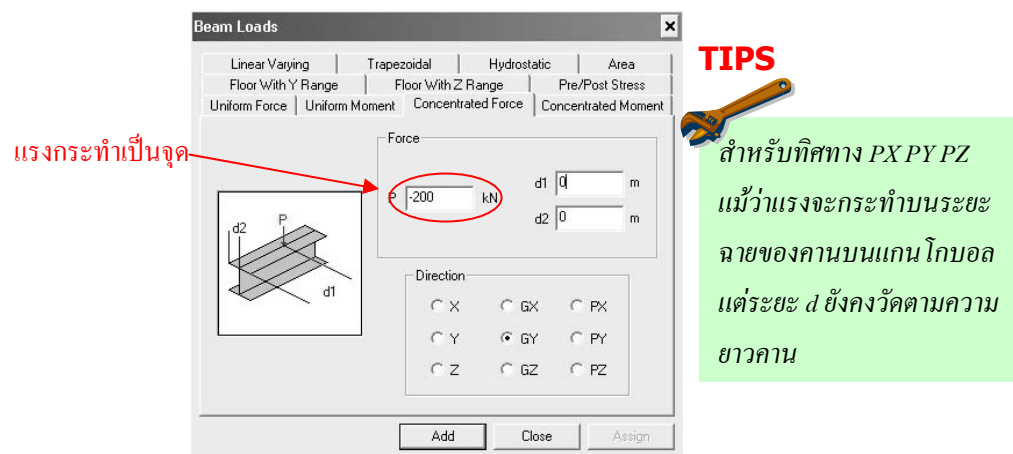 Beam Loads
Linear Varying
Trapezoidal
Hydrostatic
Area
Floor With Y Range
Floor With Z Range
Pre/Post Stress
Uniform Force
Uniform Moment
Concentrated Force
Concentrated Moment
TIPS
แรงกระทำเป็นจุด
Force
P -200 kN
d1 0 m
d2 0 m
d2
P
d1
Direction
X GX PX
Y GY PY
Z GZ PZ
Add
Close
Assign
สำหรับทิศทาง PX PY PZ
แม้ว่าแรงจะกระทำบนระยะ
ฉายของคานบนแกนโกบอล
แต่ระยะ d ยังคงวัดตามความ
ยาวคาน